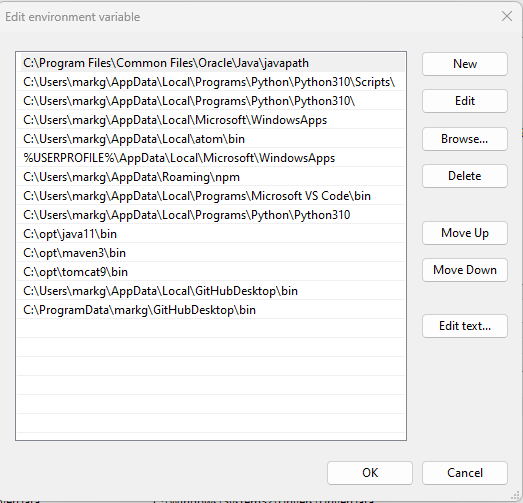 Edit environment variable
C:\Program Files\Common Files\Oracle\Java\javapath
C:\Users\markg\AppData\Local\Programs\Python\Python310\Scripts\
C:\Users\markg\AppData\Local\Programs\Python\Python310\
C:\Users\markg\AppData\Local\Microsoft\WindowsApps
C:\Users\markg\AppData\Local\atom\bin
%USERPROFILE%\AppData\Local\Microsoft\WindowsApps
C:\Users\markg\AppData\Roaming\npm
C:\Users\markg\AppData\Local\Programs\Microsoft VS Code\bin
C:\Users\markg\AppData\Local\Programs\Python\Python310
C:\opt\java11\bin
C:\opt\maven3\bin
C:\opt\tomcat9\bin
C:\Users\markg\AppData\Local\GitHubDesktop\bin
C:\ProgramData\markg\GitHubDesktop\bin
New
Edit
Browse...
Delete
Move Up
Move Down
Edit text...
OK
Cancel